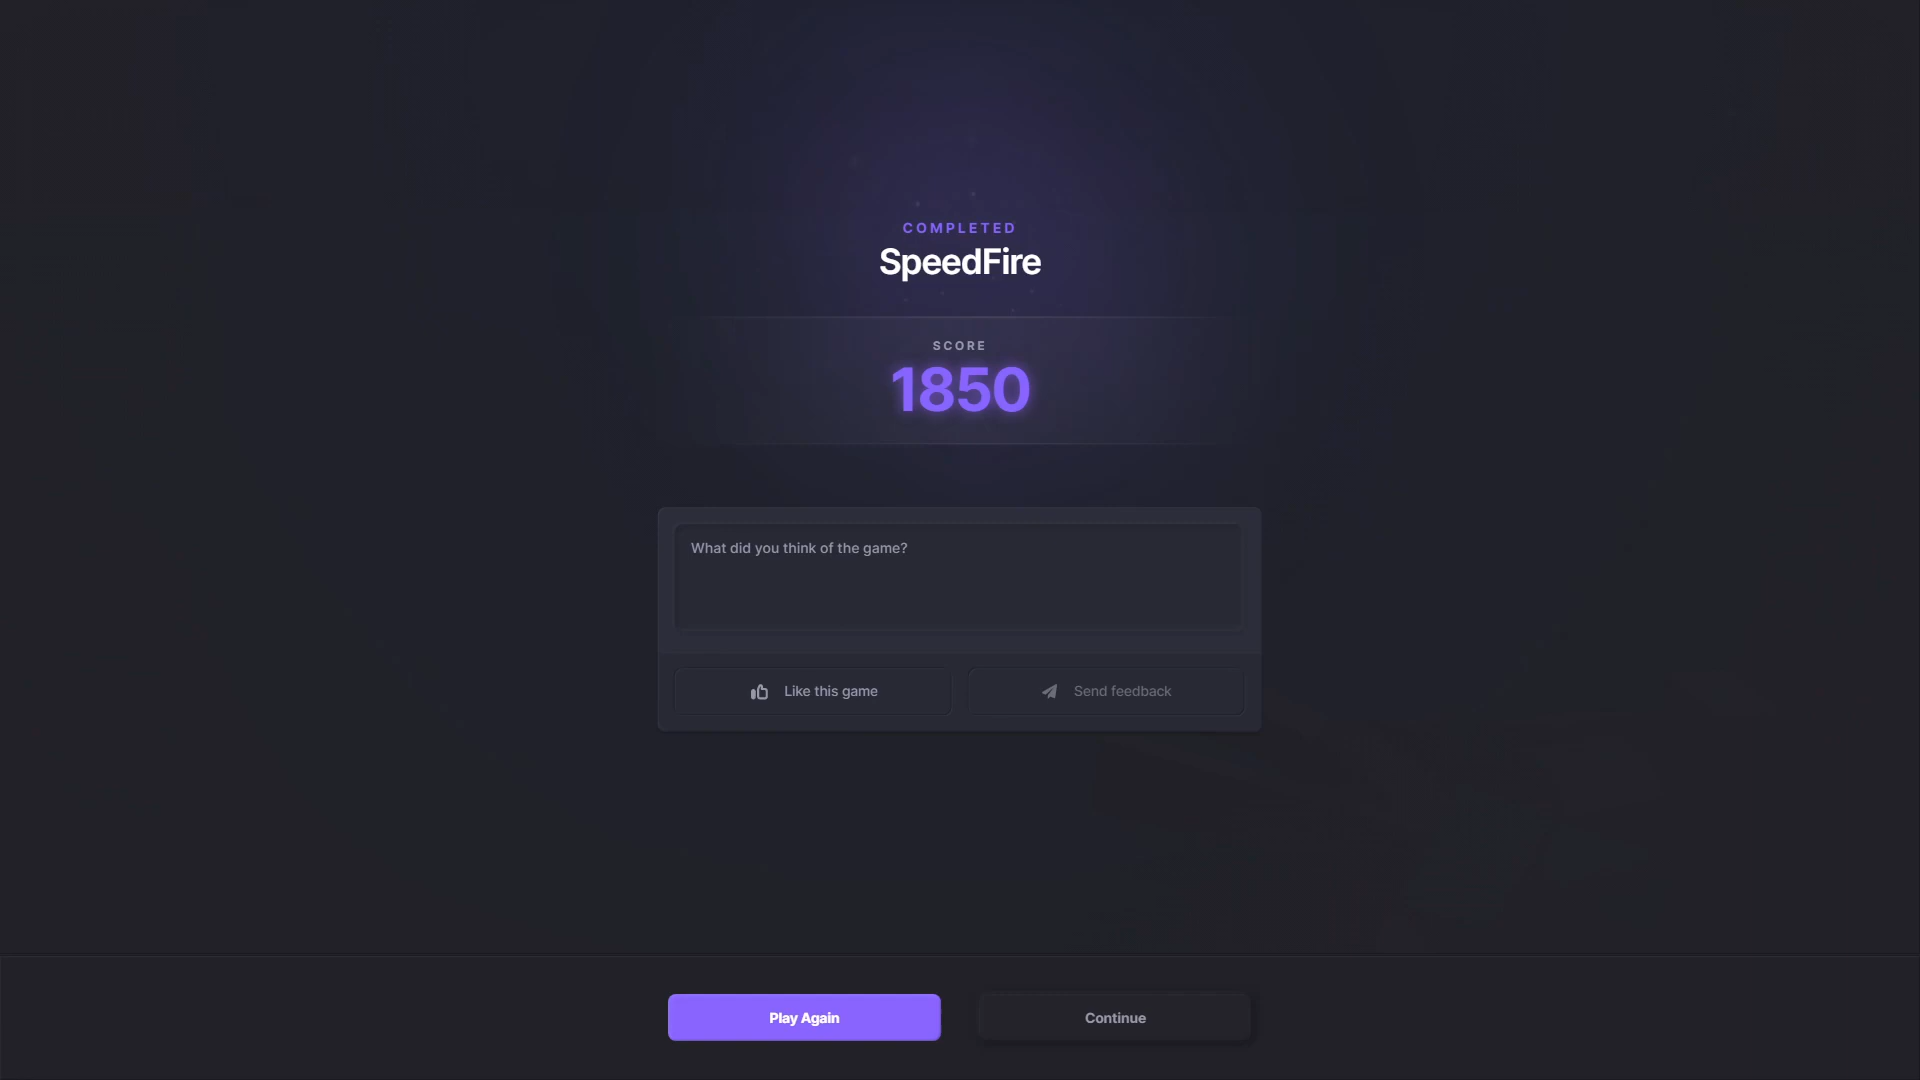 COMPLETED
SpeedFire
SCORE
1850
What did you think of the game?
Like this game
Send feedback
Play Again
Continue